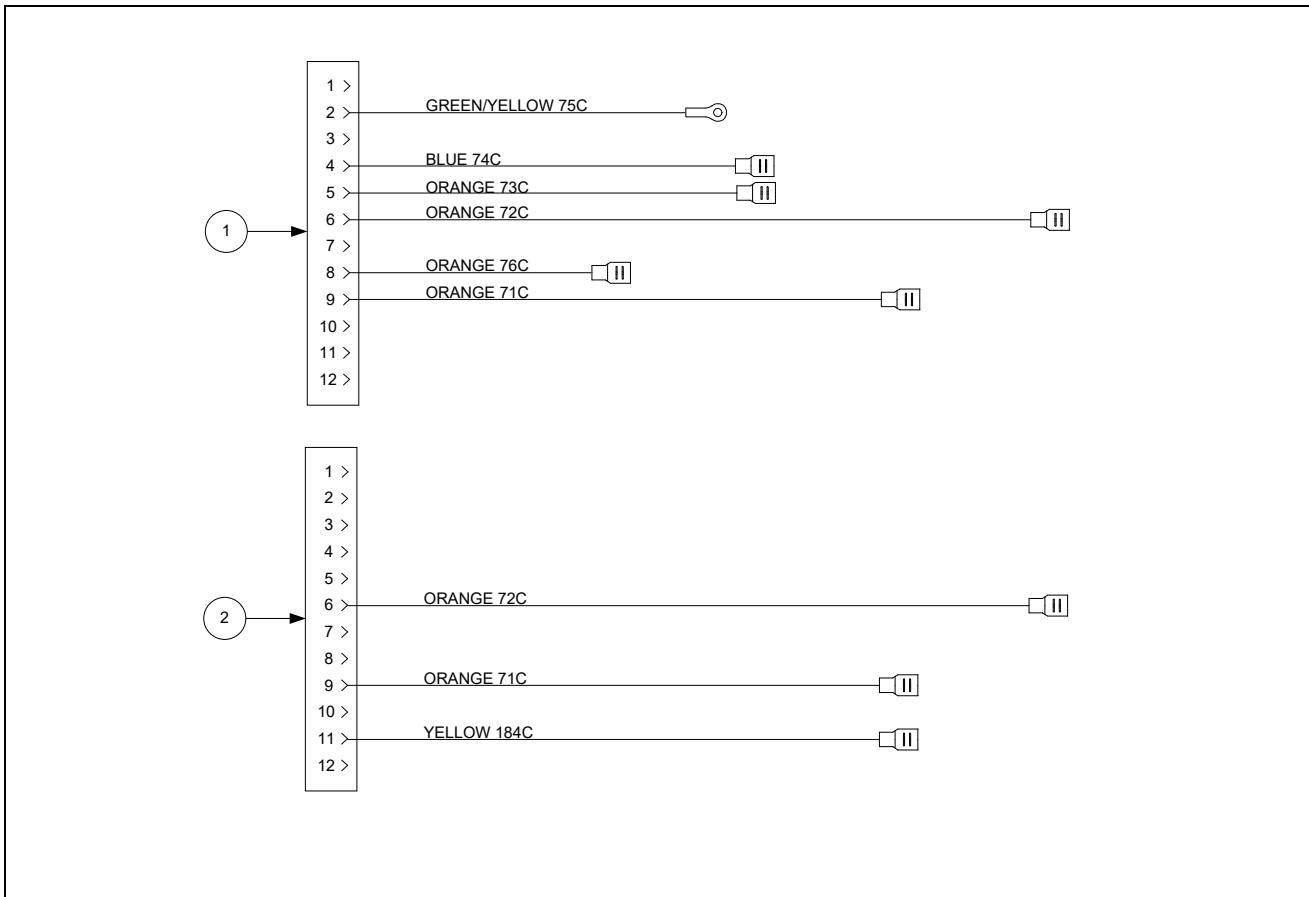 1
2 GREEN/YELLOW 75C
3
4 BLUE 74C
5 ORANGE 73C
6 ORANGE 72C
1
7
8 ORANGE 76C
9 ORANGE 71C
10
11
12
1
2
3
4
5
6 ORANGE 72C
2
7
8
9 ORANGE 71C
10
11 YELLOW 184C
12